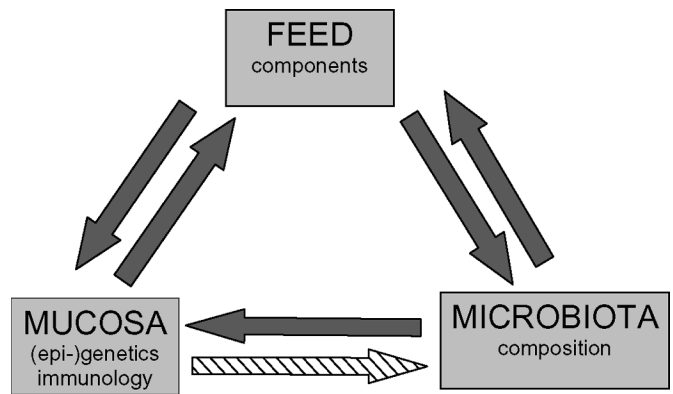 FEED
components
MUCOSA
(epi-)genetics
immunology
MICROBIOTA
composition